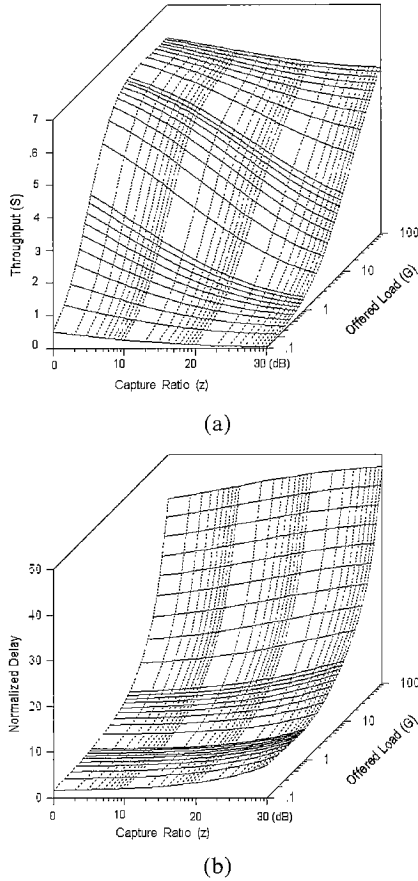 7
.6
5
4
3
2
1
0
Throughput (S)
0
10
20
30 (dB)
Capture Ratio (z)
.1
1
10
100
Offered Load (G)
(a)
50
40
30
20
10
0
Normalized Delay
0
10
20
30 (dB)
Capture Ratio (z)
.1
1
10
100
Offered Load (G)
(b)